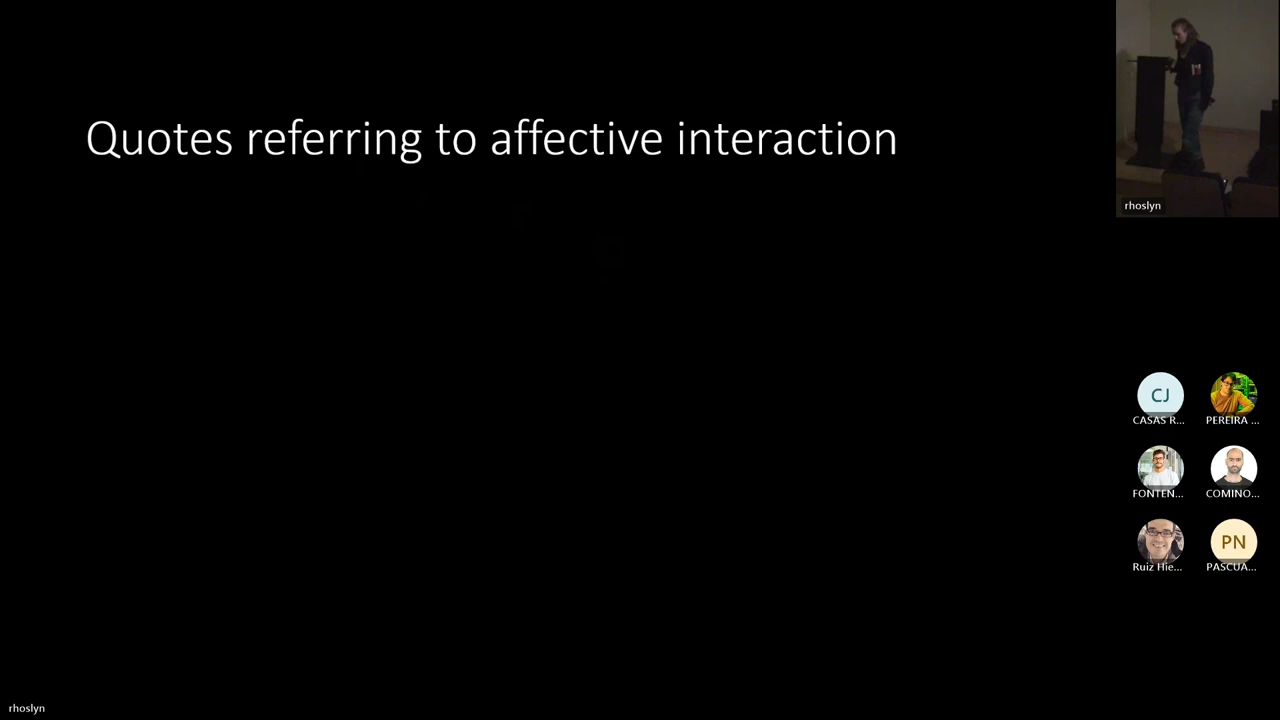 Quotes referring to affective interaction
rhoslyn
CJ
CASAS R...
PEREIRA ...
FONTEN...
COMINO...
Ruiz Hie...
PN
PASCUA...
rhoslyn